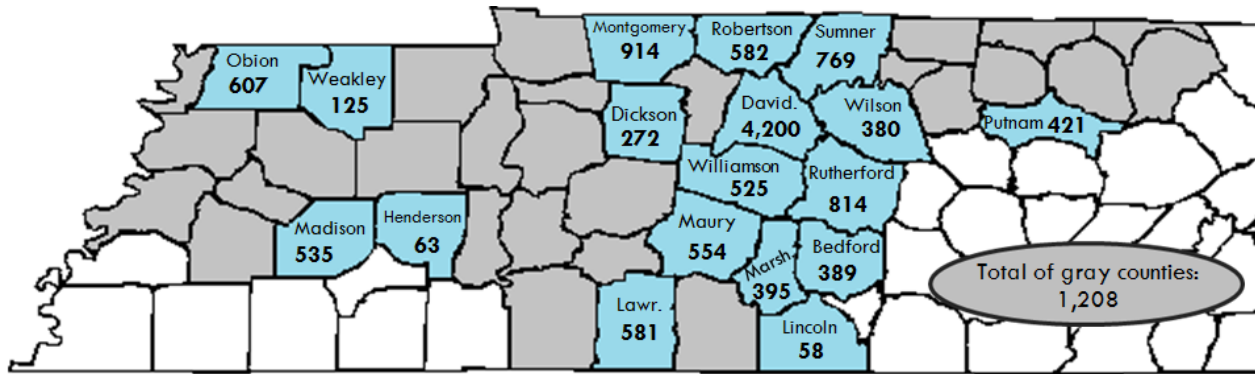 Montgomery
914
Robertson
582
Sumner
769
Obion
607
Weakley
125
Dickson
272
David.
4,200
Wilson
380
Putnam 421
Williamson
525
Rutherford
814
Madison
535
Henderson
63
Maury
554
Marsh.
395
Bedford
389
Total of gray counties:
1,208
Lawr.
581
Lincoln
58